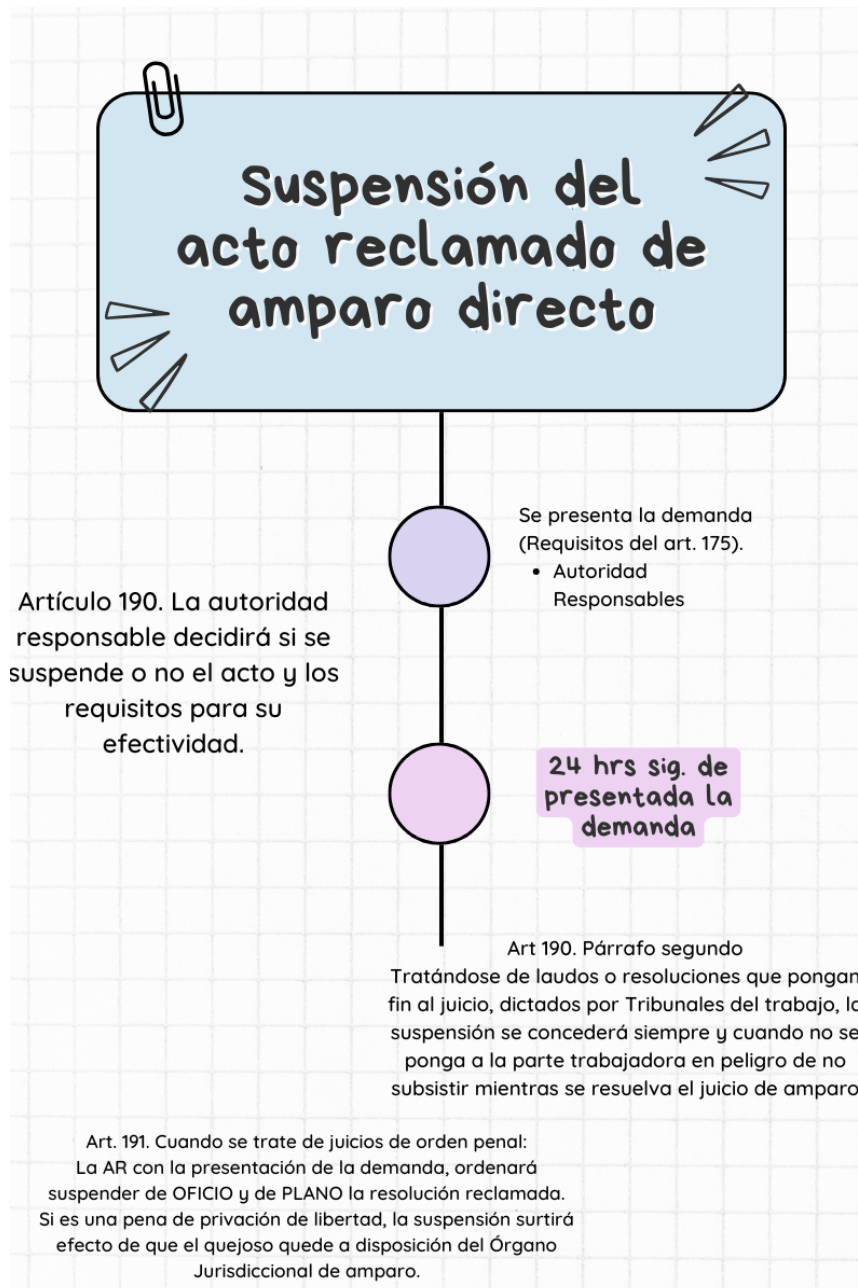 Suspensión del
acto reclamado de
amparo directo
Se presenta la demanda
(Requisitos del art. 175).
• Autoridad
Responsables
Artículo 190. La autoridad
responsable decidirá si se
suspende o no el acto y los
requisitos para su
efectividad.
24 hrs sig. de
presentada la
demanda
Art 190. Párrafo segundo
Tratándose de laudos o resoluciones que pongan
fin al juicio, dictados por Tribunales del trabajo, la
suspensión se concederá siempre y cuando no se
ponga a la parte trabajadora en peligro de no
subsistir mientras se resuelva el juicio de amparo
Art. 191. Cuando se trate de juicios de orden penal:
La AR con la presentación de la demanda, ordenará
suspender de OFICIO y de PLANO la resolución reclamada.
Si es una pena de privación de libertad, la suspensión surtirá
efecto de que el quejoso quede a disposición del Órgano
Jurisdiccional de amparo.